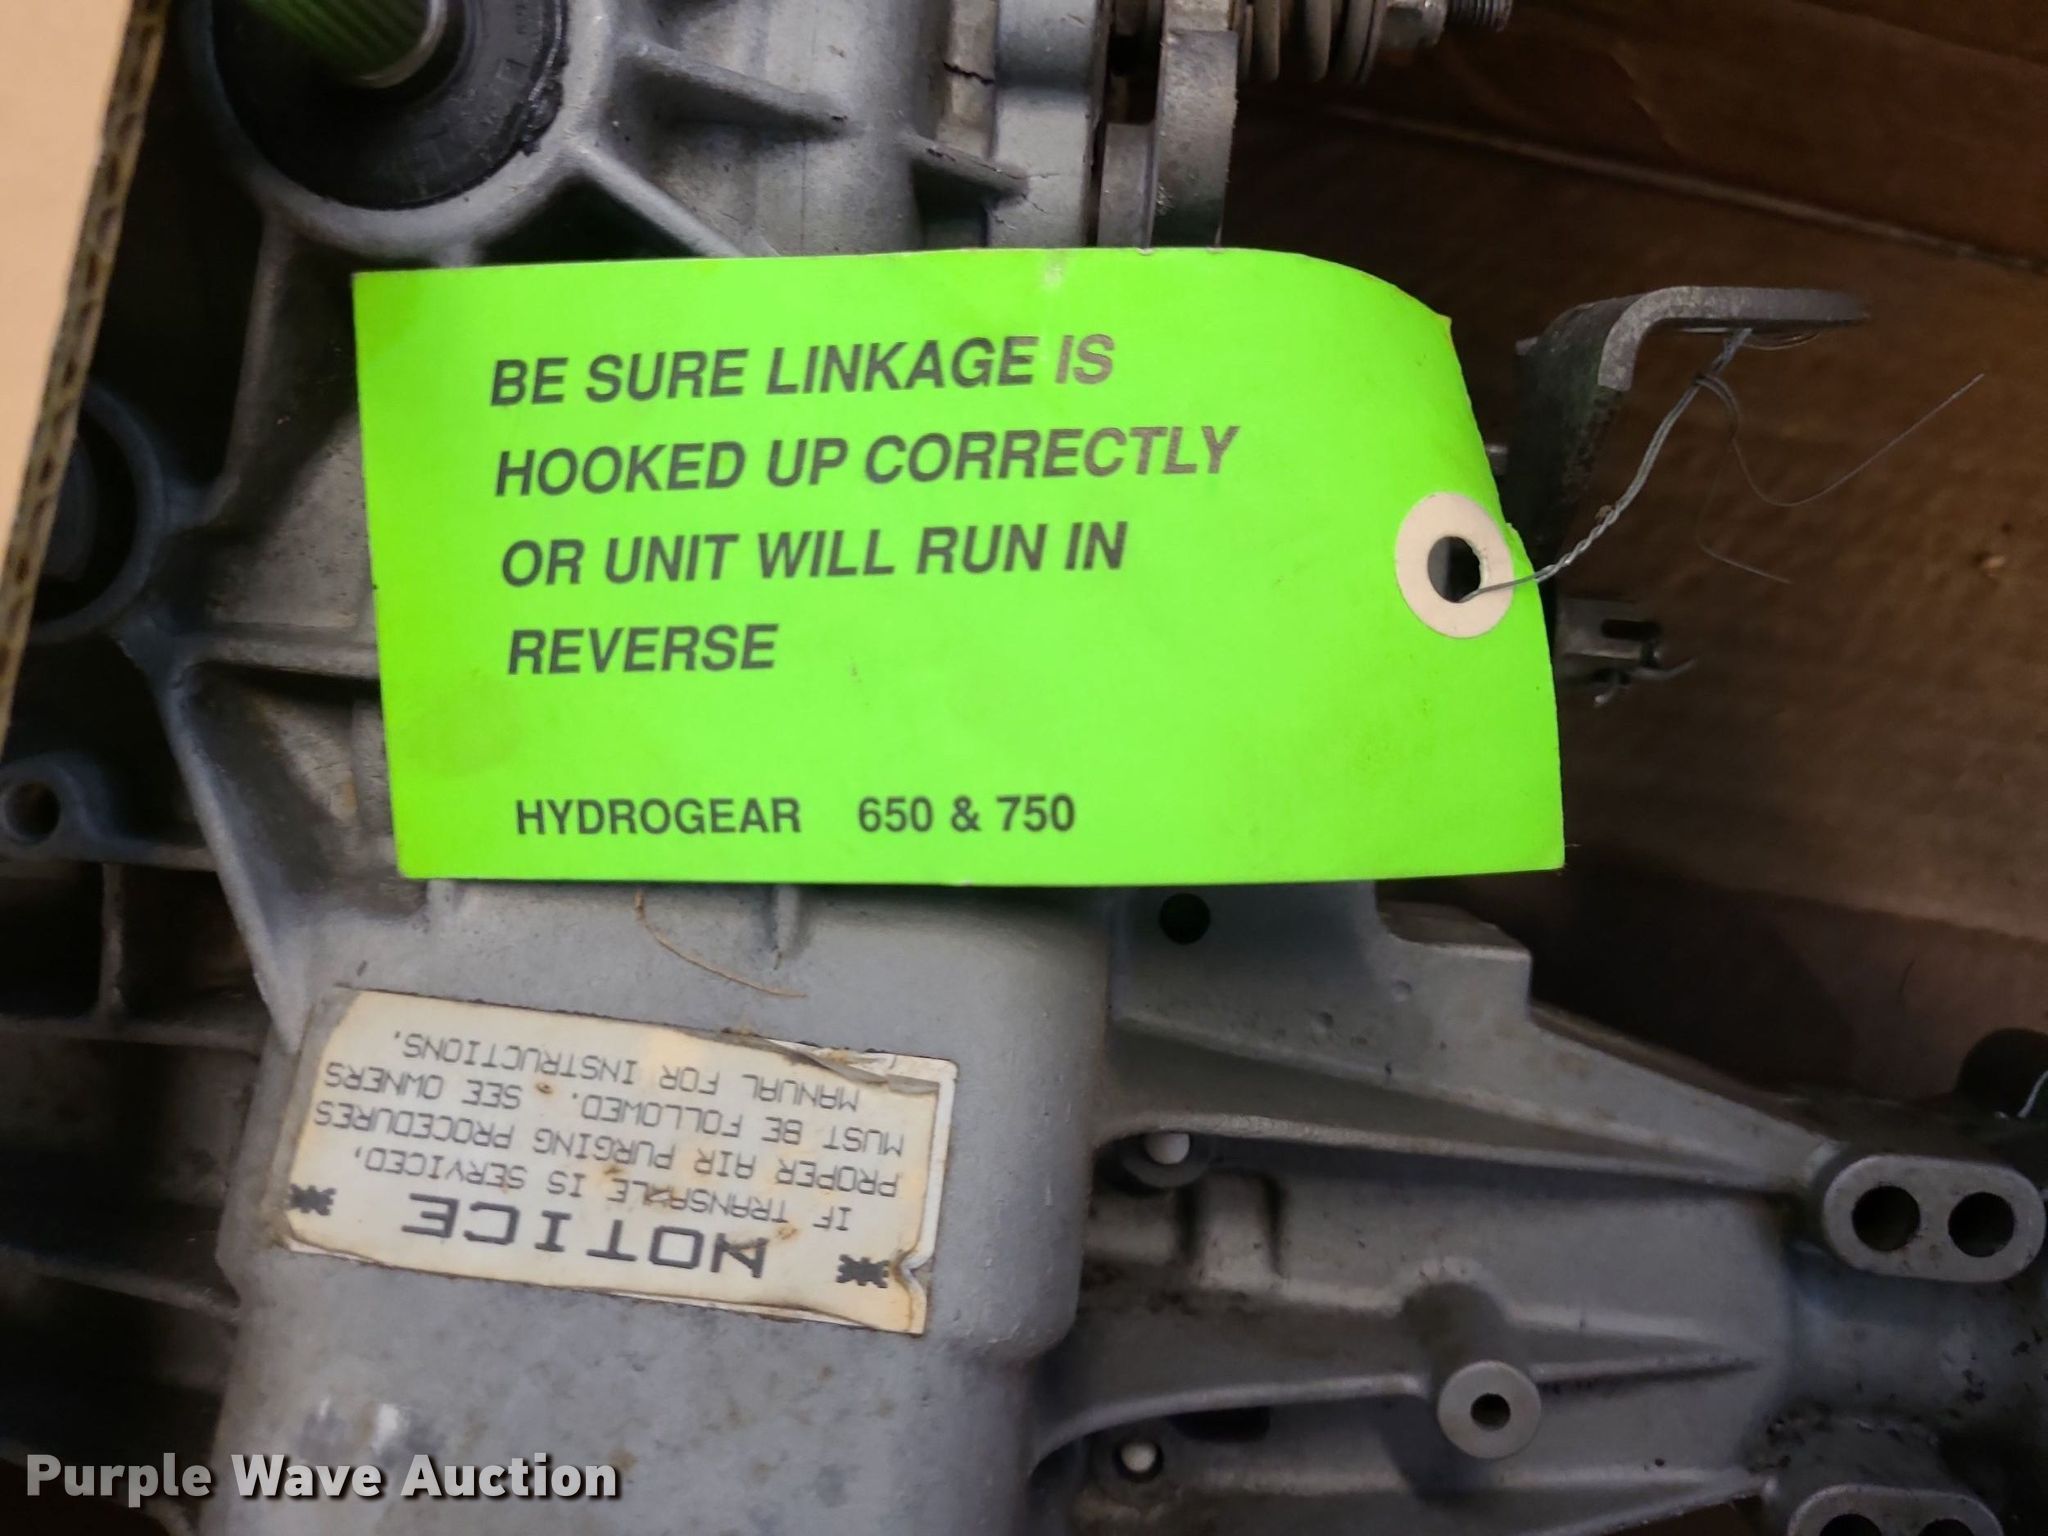 BE SURE LINKAGE IS
HOOKED UP CORRECTLY
OR UNIT WILL RUN IN
REVERSE
HYDROGEAR 650 & 750
** NOTICE **
IF TRANSAXLE IS SERVICED,
PROPER AIR PURGING PROCEDURES
MUST BE FOLLOWED. SEE OWNERS
MANUAL FOR INSTRUCTIONS.
Purple Wave Auction